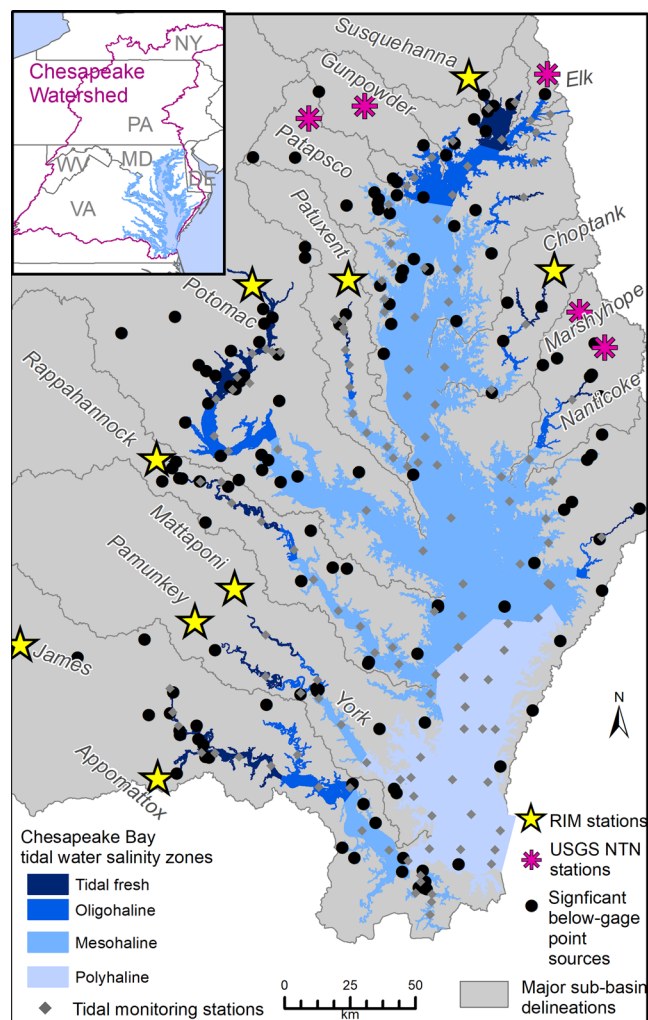 NY
Chesapeake
Watershed
PA
WV
MD
DE
VA
Susquehanna
Gunpowder
Elk
Patapsco
Patuxent
Choptank
Potomac
Marshyhope
Rappahannock
Nanticoke
Mattaponi
Pamunkey
James
York
Appomattox
N
Chesapeake Bay
tidal water salinity zones
Tidal fresh
Oligohaline
Mesohaline
Polyhaline
Tidal monitoring stations
0 25 50
km
RIM stations
USGS NTN
stations
Signficant
below-gage
point
sources
Major sub-basin
delineations